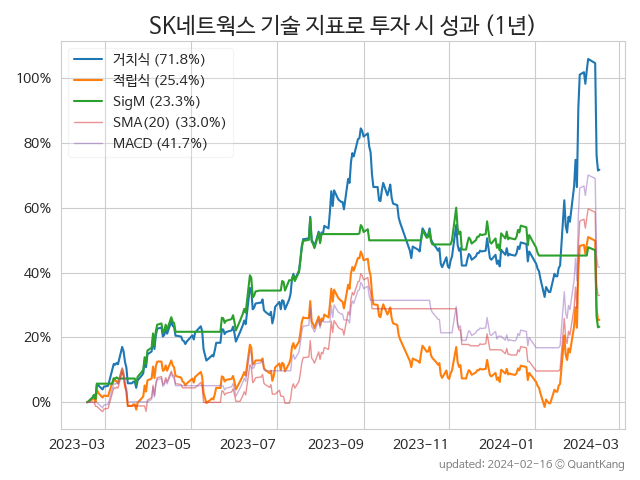 SK네트웍스 기술 지표로 투자 시 성과 (1년)
거치식 (71.8%)
적립식 (25.4%)
SigM (23.3%)
SMA(20) (33.0%)
MACD (41.7%)
100%
80%
60%
40%
20%
0%
2023-03 2023-05 2023-07 2023-09 2023-11 2024-01 2024-03
updated: 2024-02-16 © QuantKang